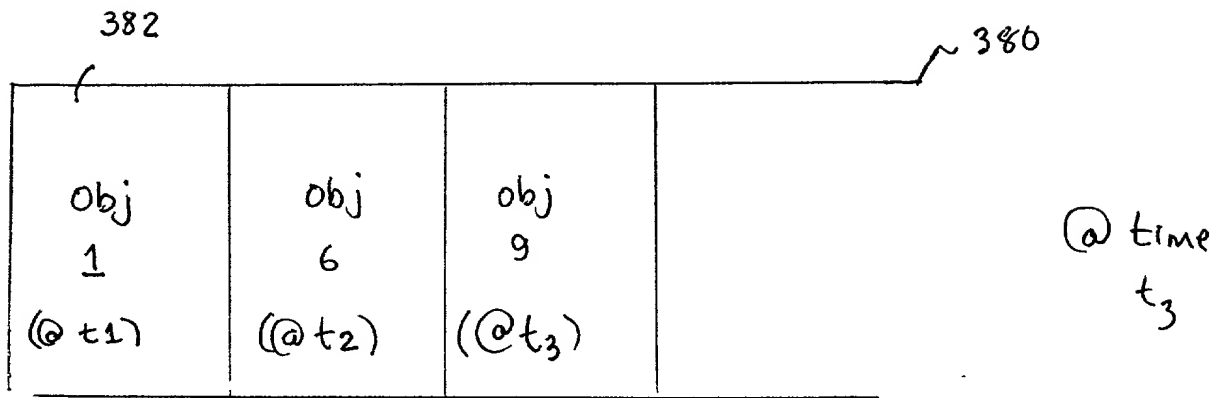 382
380
obj
1
(@ t1)
obj
6
(@ t2)
obj
9
(@ t3)
@ time
t3